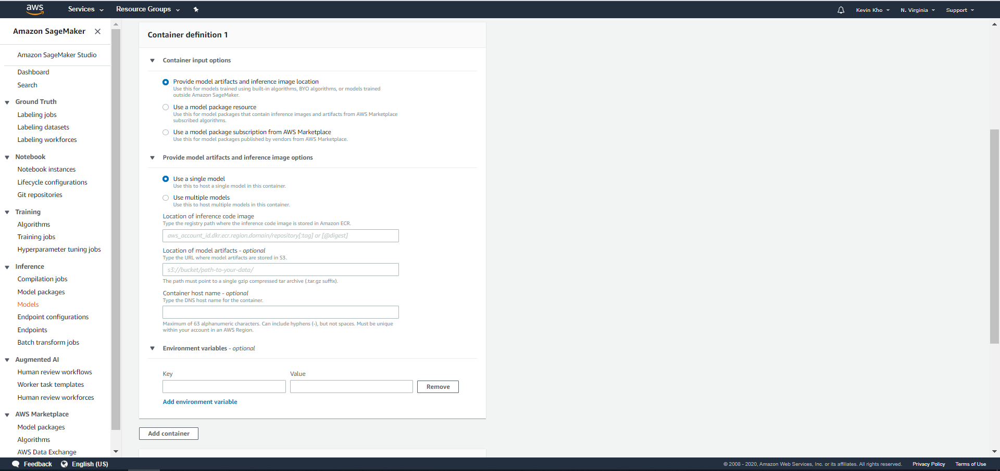 aws
Services
Resource Groups
Kevin Kho
N. Virginia
Support
Amazon SageMaker
Amazon SageMaker Studio
Dashboard
Search
Ground Truth
Labeling jobs
Labeling datasets
Labeling workforces
Notebook
Notebook instances
Lifecycle configurations
Git repositories
Training
Algorithms
Training jobs
Hyperparameter tuning jobs
Inference
Compilation jobs
Model packages
Models
Endpoint configurations
Endpoints
Batch transform jobs
Augmented AI
Human review workflows
Worker task templates
Human review workforces
AWS Marketplace
Model packages
Algorithms
AWS Data Exchange
Container definition 1
Container input options
Provide model artifacts and inference image location
Use this for models trained using built-in algorithms, BYO algorithms, or models trained
outside Amazon SageMaker.
Use a model package resource
Use this for model packages that contain inference images and artifacts from AWS Marketplace
subscribed algorithms.
Use a model package subscription from AWS Marketplace
Use this for model packages published by vendors from AWS Marketplace.
Provide model artifacts and inference image options
Use a single model
Use this to host a single model in this container.
Use multiple models
Use this to host multiple models in this container.
Location of inference code image
Type the registry path where the inference code image is stored in Amazon ECR.
aws_account_id.dkr.ecr.region.domain/repository[:tag] or [@digest]
Location of model artifacts - optional
Type the URL where model artifacts are stored in S3.
s3://bucket/path-to-your-data/
The path must point to a single gzip compressed tar archive (.tar.gz suffix).
Container host name - optional
Type the DNS host name for the container.
Maximum of 63 alphanumeric characters. Can include hyphens (-), but not spaces. Must be unique
within your account in an AWS Region.
Environment variables - optional
Key
Value
Remove
Add environment variable
Add container
Feedback
English (US)
© 2008 - 2020, Amazon Web Services, Inc. or its affiliates. All rights reserved.
Privacy Policy
Terms of Use